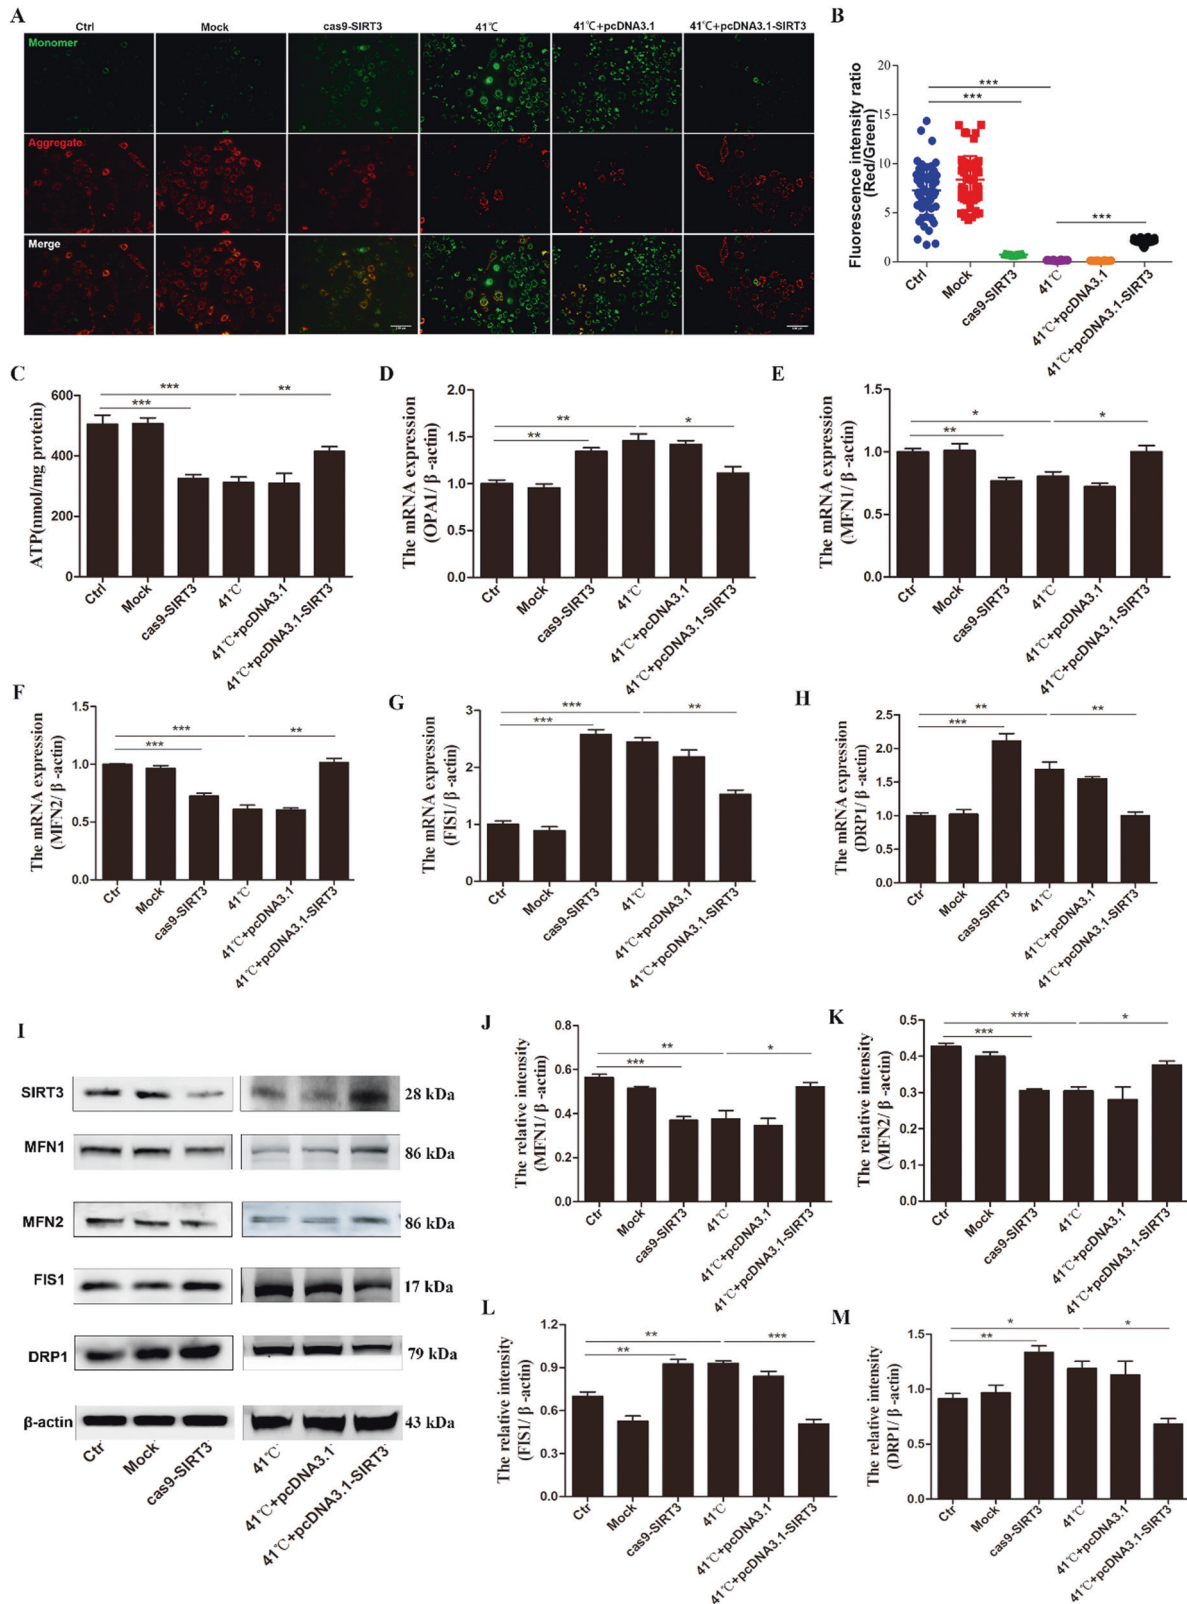 A
Ctrl Mock cas9-SIRT3 41℃ 41℃+pcDNA3.1 41℃+pcDNA3.1-SIRT3
Monomer
Aggregate
Merge
B
Fluorescence intensity ratio
(Red/Green)
20
15
10
5
0
***
***
***
Ctrl Mock cas9-SIRT3 41℃ 41℃+pcDNA3.1 41℃+pcDNA3.1-SIRT3
C
ATP(nmol/mg protein)
600
400
200
0
***
***
**
Ctrl Mock cas9-SIRT3 41℃ 41℃+pcDNA3.1 41℃+pcDNA3.1-SIRT3
D
The mRNA expression
(OPA1/ β -actin)
2.0
1.5
1.0
0.5
0.0
**
**
*
Ctr Mock cas9-SIRT3 41℃ 41℃+pcDNA3.1 41℃+pcDNA3.1-SIRT3
E
The mRNA expression
(MFN1/ β -actin)
1.5
1.0
0.5
0.0
*
**
*
Ctr Mock cas9-SIRT3 41℃ 41℃+pcDNA3.1 41℃+pcDNA3.1-SIRT3
F
The mRNA expression
(MFN2/ β -actin)
1.5
1.0
0.5
0.0
***
***
**
Ctr Mock cas9-SIRT3 41℃ 41℃+pcDNA3.1 41℃+pcDNA3.1-SIRT3
G
The mRNA expression
(FIS1/ β -actin)
3
2
1
0
***
***
**
Ctr Mock cas9-SIRT3 41℃ 41℃+pcDNA3.1 41℃+pcDNA3.1-SIRT3
H
The mRNA expression
(DRP1/ β -actin)
2.5
2.0
1.5
1.0
0.5
0.0
**
***
**
Ctr Mock cas9-SIRT3 41℃ 41℃+pcDNA3.1 41℃+pcDNA3.1-SIRT3
I
SIRT3 28 kDa
MFN1 86 kDa
MFN2 86 kDa
FIS1 17 kDa
DRP1 79 kDa
β-actin 43 kDa
Ctr Mock cas9-SIRT3 41℃ 41℃+pcDNA3.1 41℃+pcDNA3.1-SIRT3
J
The relative intensity
(MFN1/ β -actin)
0.8
0.6
0.4
0.2
0.0
**
***
*
Ctr Mock cas9-SIRT3 41℃ 41℃+pcDNA3.1 41℃+pcDNA3.1-SIRT3
K
The relative intensity
(MFN2/ β -actin)
0.5
0.4
0.3
0.2
0.1
0.0
***
***
*
Ctr Mock cas9-SIRT3 41℃ 41℃+pcDNA3.1 41℃+pcDNA3.1-SIRT3
L
The relative intensity
(FIS1/ β -actin)
1.2
0.9
0.6
0.3
0.0
**
**
***
Ctr Mock cas9-SIRT3 41℃ 41℃+pcDNA3.1 41℃+pcDNA3.1-SIRT3
M
The relative intensity
(DRP1/ β -actin)
1.5
1.0
0.5
0.0
*
**
*
Ctr Mock cas9-SIRT3 41℃ 41℃+pcDNA3.1 41℃+pcDNA3.1-SIRT3